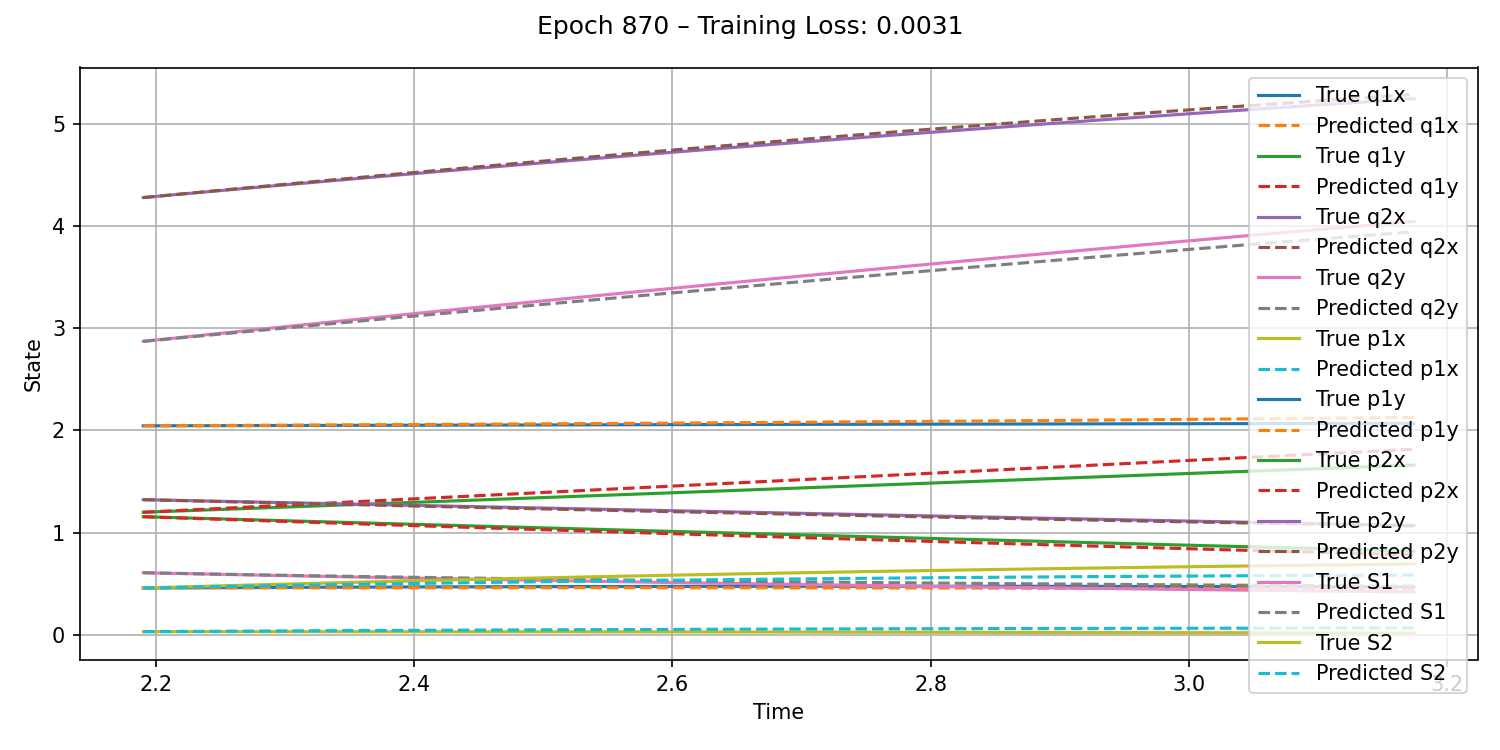 Epoch 870 – Training Loss: 0.0031
State
5
4
3
2
1
0
2.2
2.4
2.6
2.8
3.0
3.2
Time
True q1x
Predicted q1x
True q1y
Predicted q1y
True q2x
Predicted q2x
True q2y
Predicted q2y
True p1x
Predicted p1x
True p1y
Predicted p1y
True p2x
Predicted p2x
True p2y
Predicted p2y
True S1
Predicted S1
True S2
Predicted S2